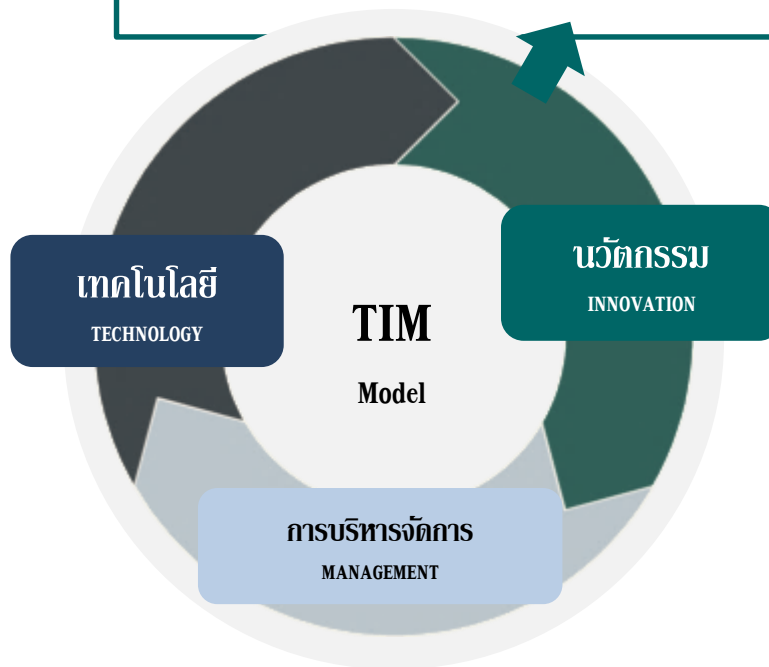 เทคโนโลยี
TECHNOLOGY
นวัตกรรม
INNOVATION
TIM
Model
การบริหารจัดการ
MANAGEMENT